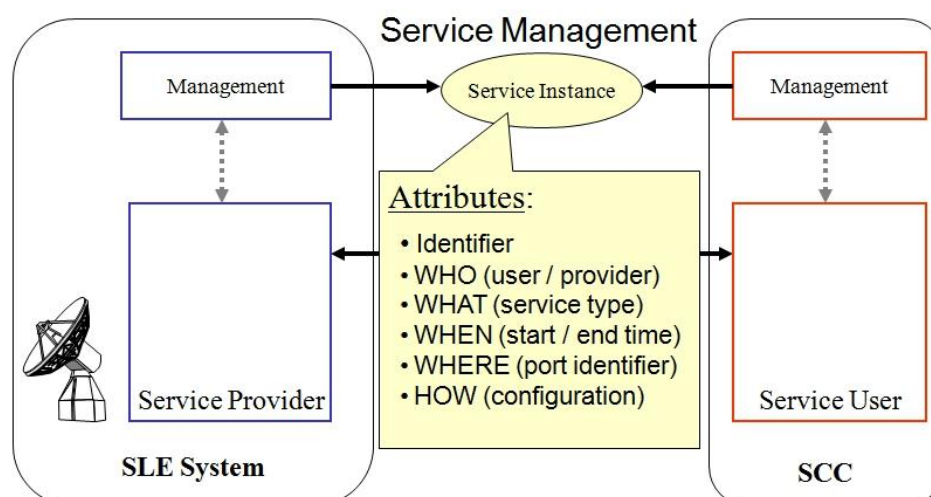 Service Management
Management
Service Instance
Management
Attributes:
• Identifier
• WHO (user / provider)
• WHAT (service type)
• WHEN (start / end time)
• WHERE (port identifier)
• HOW (configuration)
Service Provider
Service User
SLE System
SCC